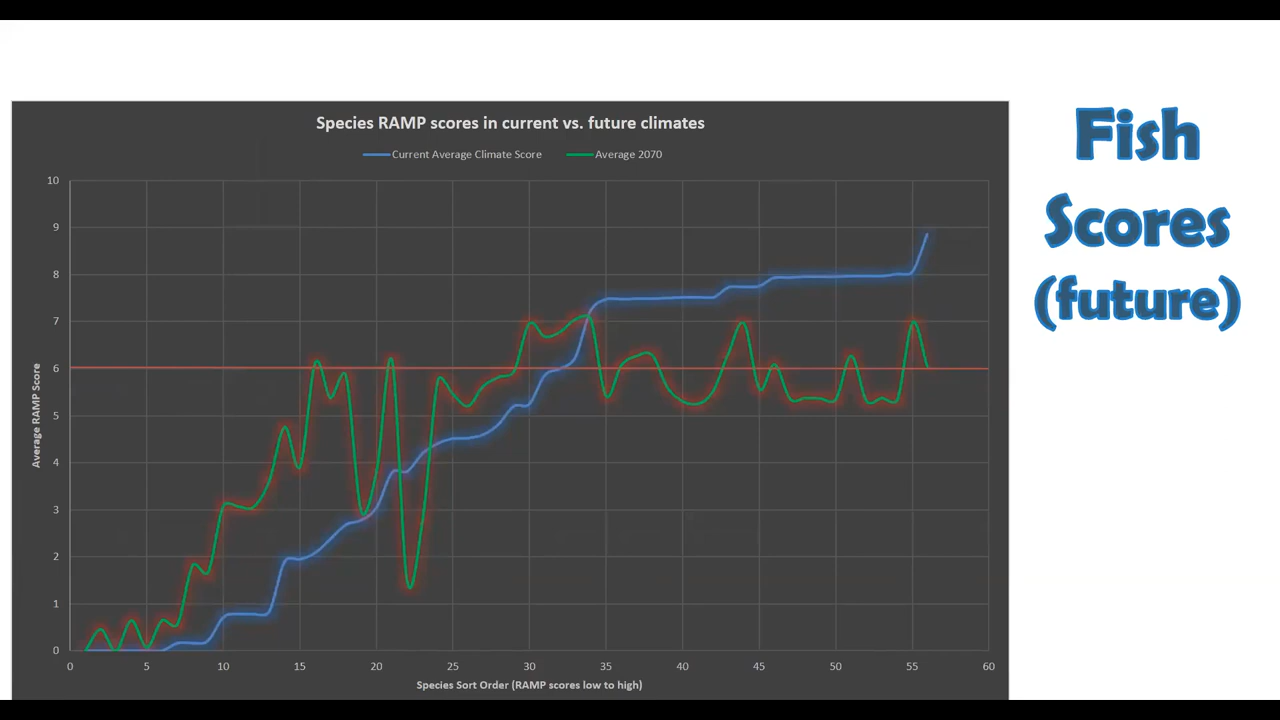 Species RAMP scores in current vs. future climates
Current Average Climate Score
Average 2070
10
9
8
7
6
5
4
3
2
1
0
Average RAMP Score
0 5 10 15 20 25 30 35 40 45 50 55 60
Species Sort Order (RAMP scores low to high)
Fish
Scores
(future)